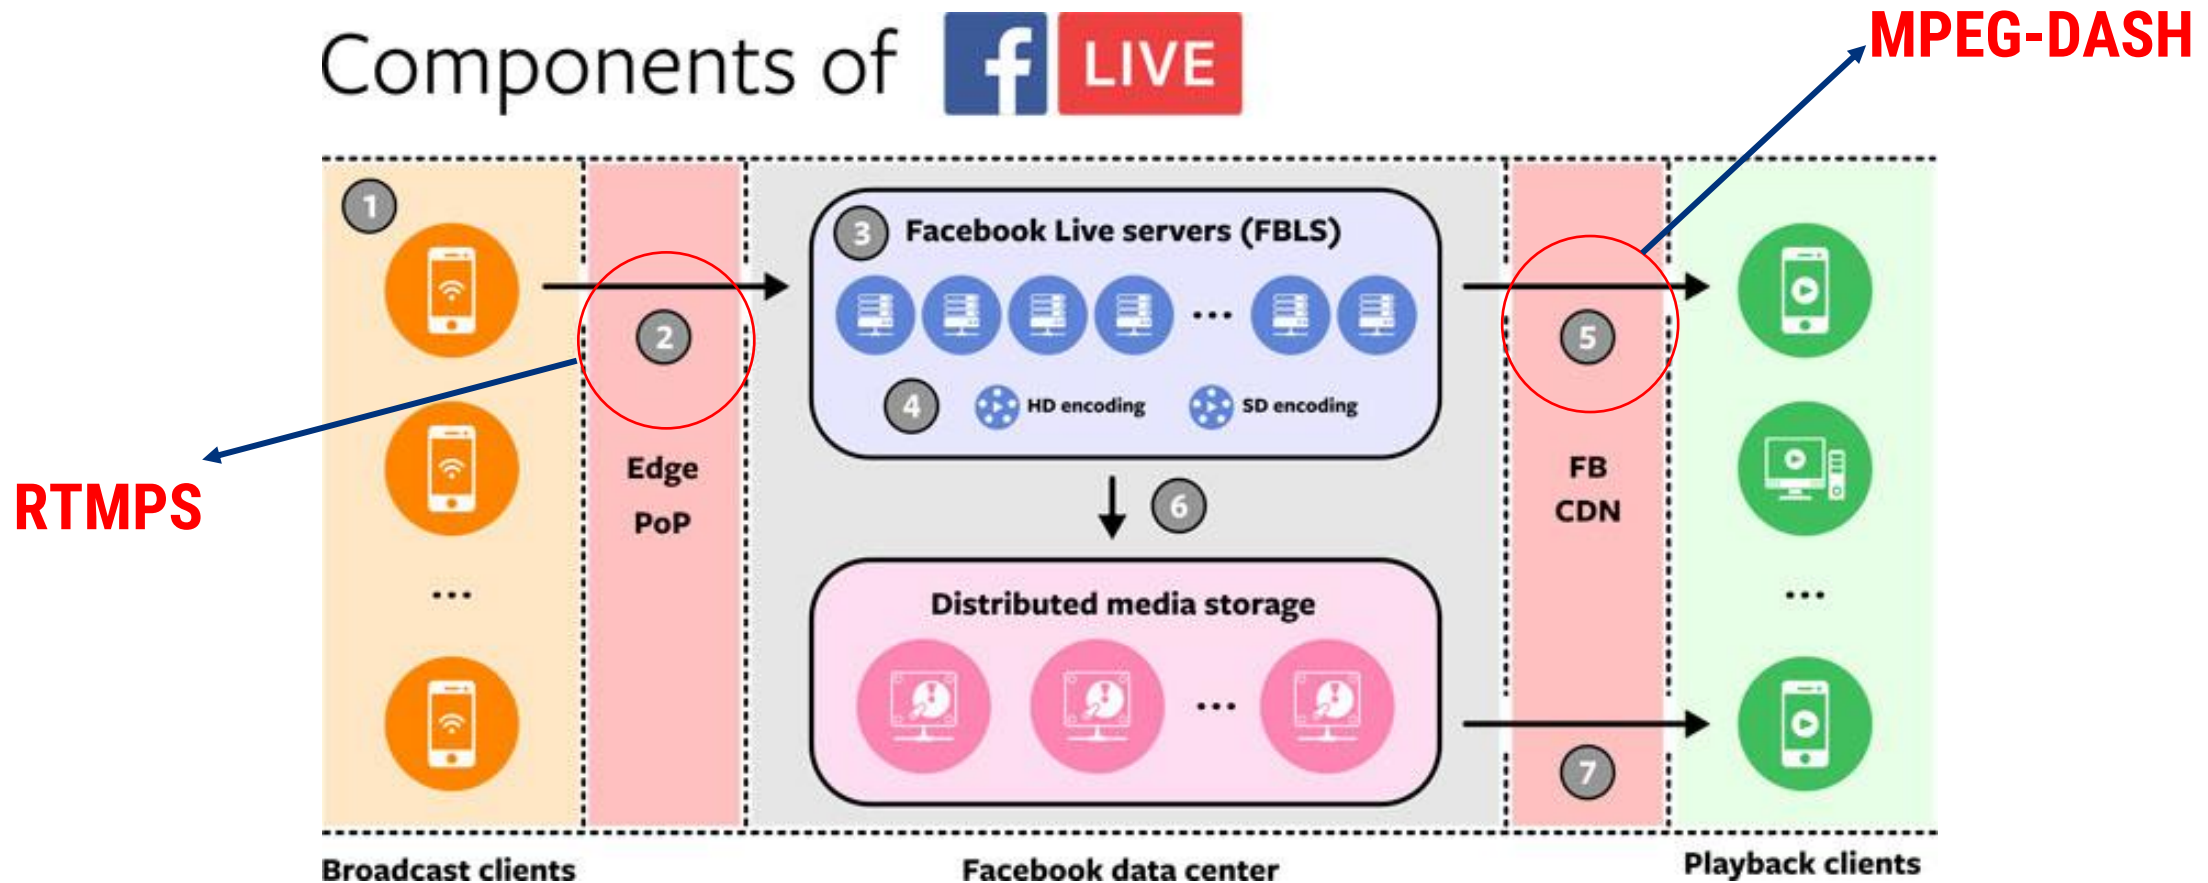 Components of f LIVE
MPEG-DASH
RTMPS
1
2
Edge
PoP
3 Facebook Live servers (FBLS)
...
4 HD encoding SD encoding
6
Distributed media storage
...
5
FB
CDN
7
...
...
Broadcast clients
Facebook data center
Playback clients